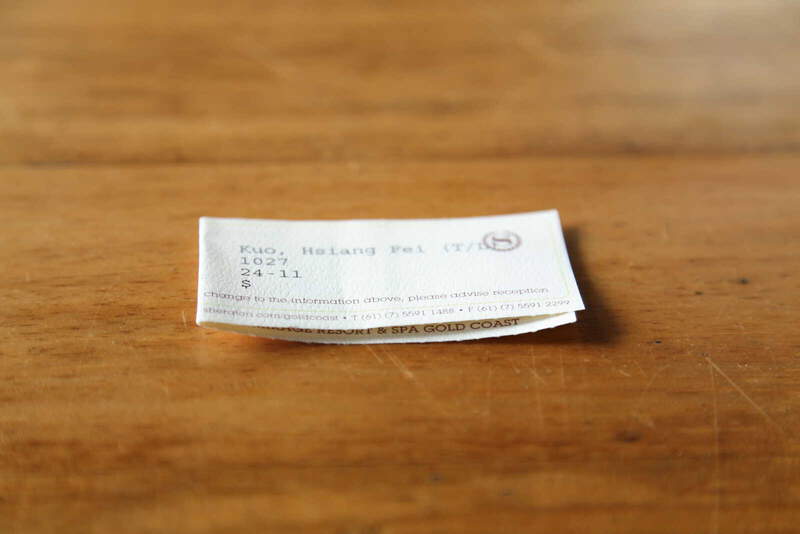 Kuo, Hsiang Fei (T/L
1027
24-11
$
change to the information above, please advise reception
sheraton.com/goldcoast • T (61) (7) 5591 1488 • F (61) (7) 5591 2299
RESORT & SPA GOLD COAST